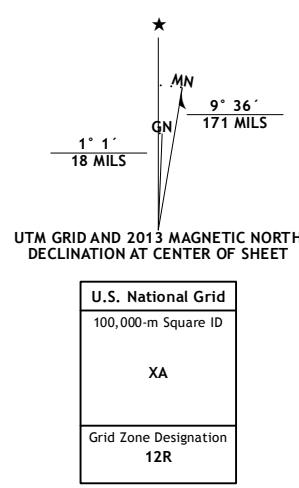 ★
MN
GN
9° 36´
171 MILS
1° 1´
18 MILS
UTM GRID AND 2013 MAGNETIC NORTH
DECLINATION AT CENTER OF SHEET
U.S. National Grid
100,000-m Square ID
XA
Grid Zone Designation
12R